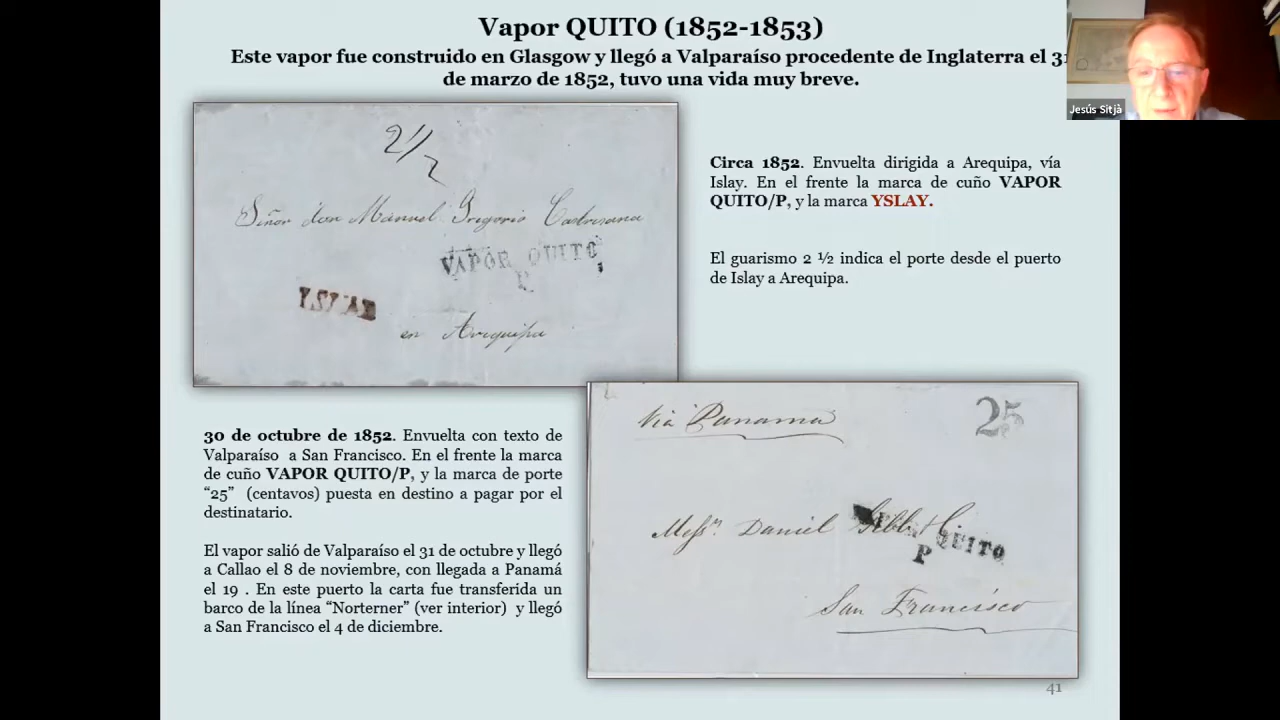 Vapor QUITO (1852-1853)
Este vapor fue construido en Glasgow y llegó a Valparaíso procedente de Inglaterra el 31
de marzo de 1852, tuvo una vida muy breve.
Jesús Sitjà
2 1/2
Señor don Manuel Gregorio
VAPOR QUITO
P
YSLAY
en Arequipa
Circa 1852. Envuelta dirigida a Arequipa, vía
Islay. En el frente la marca de cuño VAPOR
QUITO/P, y la marca YSLAY.
El guarismo 2 ½ indica el porte desde el puerto
de Islay a Arequipa.
30 de octubre de 1852. Envuelta con texto de
Valparaíso a San Francisco. En el frente la marca
de cuño VAPOR QUITO/P, y la marca de porte
“25” (centavos) puesta en destino a pagar por el
destinatario.
El vapor salió de Valparaíso el 31 de octubre y llegó
a Callao el 8 de noviembre, con llegada a Panamá
el 19 . En este puerto la carta fue transferida un
barco de la línea “Norterner” (ver interior) y llegó
a San Francisco el 4 de diciembre.
Via Panama
25
Messrs. Daniel Gibb & C
QUITO
P
San Francisco
41